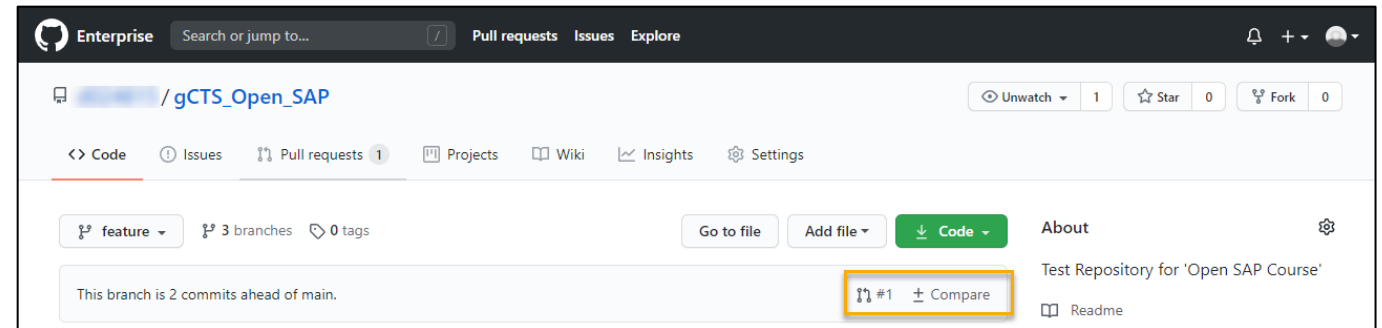 Enterprise Search or jump to... / Pull requests Issues Explore
/ gCTS_Open_SAP Unwatch 1 Star 0 Fork 0
<> Code Issues Pull requests 1 Projects Wiki Insights Settings
feature 3 branches 0 tags Go to file Add file Code About
Test Repository for 'Open SAP Course'
This branch is 2 commits ahead of main. #1 Compare
Readme